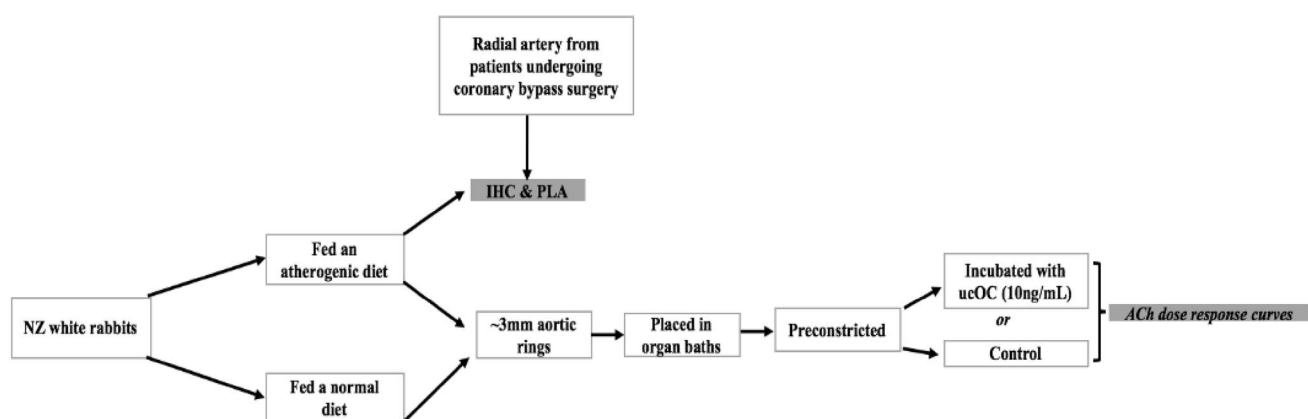 Radial artery from
patients undergoing
coronary bypass surgery
IHC & PLA
Fed an
atherogenic diet
NZ white rabbits
Fed a normal
diet
~3mm aortic
rings
Placed in
organ baths
Preconstricted
Incubated with
ucOC (10ng/mL)
or
Control
ACh dose response curves